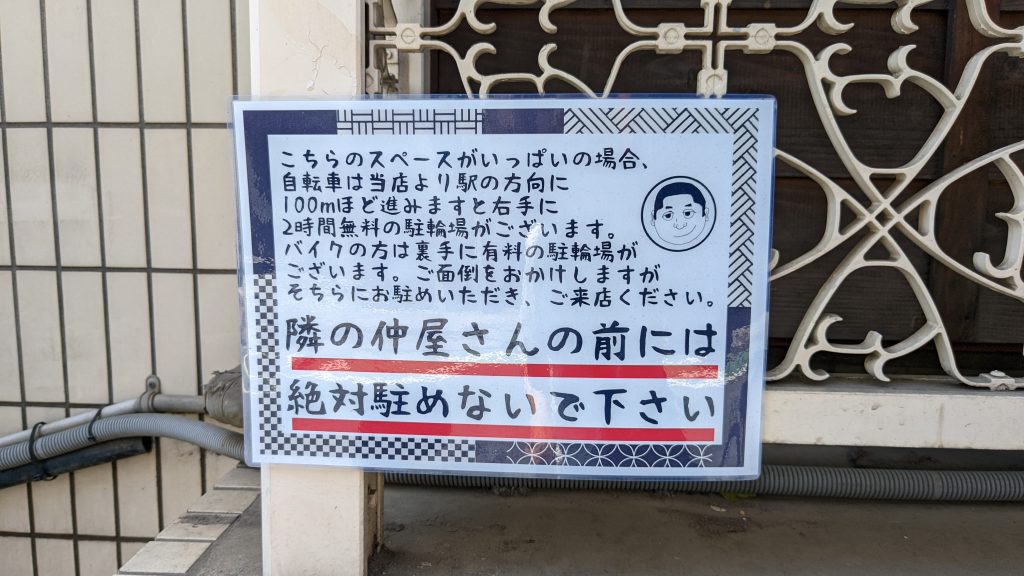 こちらのスペースがいっぱいの場合、
自転車は当店より駅の方向に
100mほど進みますと右手に
2時間無料の駐輪場がございます。
バイクの方は裏手に有料の駐輪場が
ございます。ご面倒をおかけしますが
そちらにお駐めいただき、ご来店ください。
隣の仲屋さんの前には
絶対駐めないで下さい